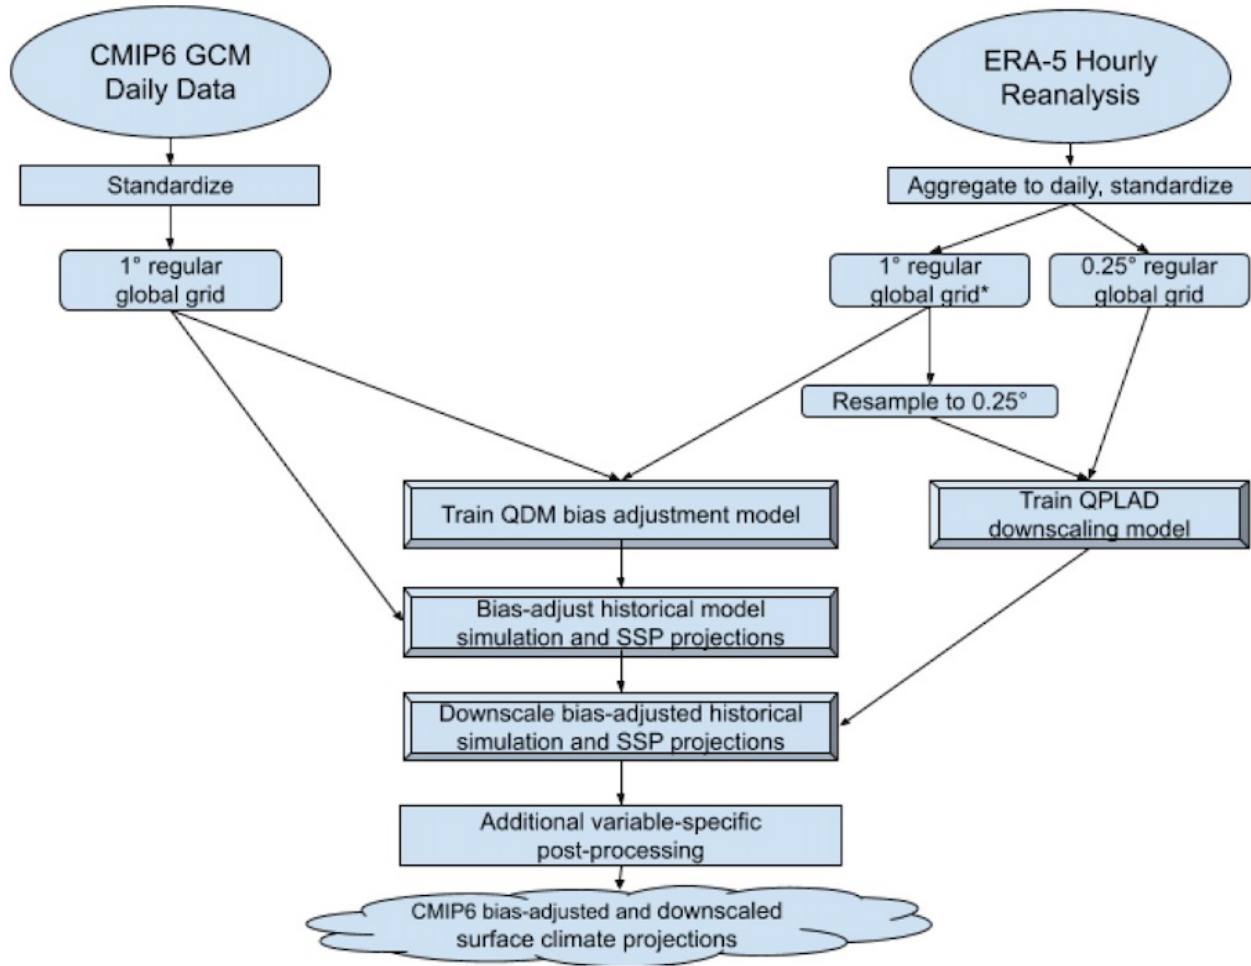 CMIP6 GCM
Daily Data
ERA-5 Hourly
Reanalysis
Standardize
Aggregate to daily, standardize
1° regular
global grid
1° regular
global grid*
0.25° regular
global grid
Resample to 0.25°
Train QDM bias adjustment model
Train QPLAD
downscaling model
Bias-adjust historical model
simulation and SSP projections
Downscale bias-adjusted historical
simulation and SSP projections
Additional variable-specific
post-processing
CMIP6 bias-adjusted and downscaled
surface climate projections